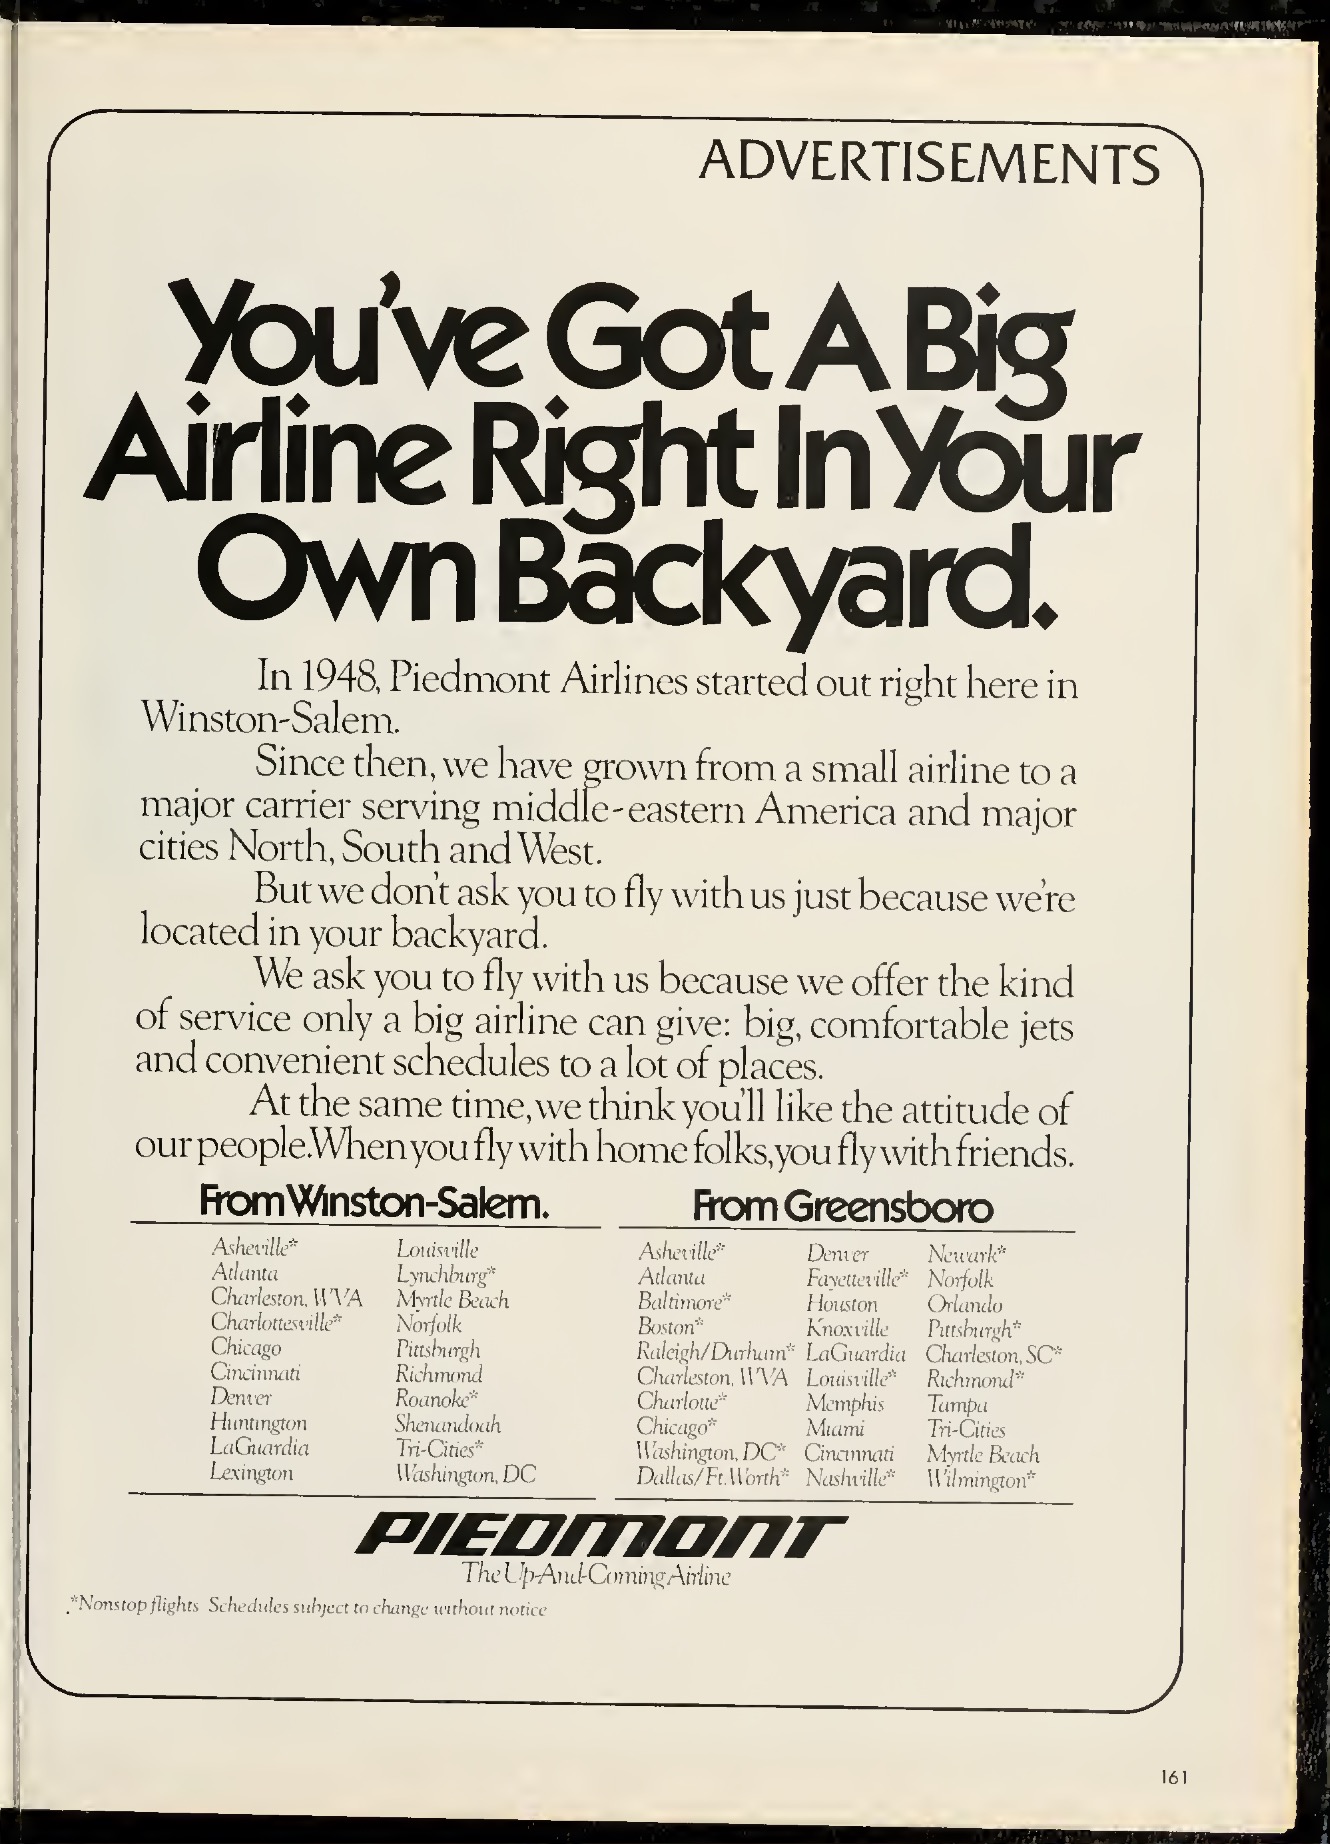 ADVERTISEMENTS
You've Got A Big
Airline Right In Your
Own Backyard.
In 1948, Piedmont Airlines started out right here in
Winston-Salem.
Since then, we have grown from a small airline to a
major carrier serving middle-eastern America and major
cities North, South and West.
But we don't ask you to fly with us just because we're
located in your backyard.
We ask you to fly with us because we offer the kind
of service only a big airline can give: big, comfortable jets
and convenient schedules to a lot of places.
At the same time, we think you'll like the attitude of
our people. When you fly with home folks, you fly with friends.
From Winston-Salem.
Asheville*
Atlanta
Charleston, WVA
Charlottesville*
Chicago
Cincinnati
Denver
Huntington
LaGuardia
Lexington
Louisville
Lynchburg*
Myrtle Beach
Norfolk
Pittsburgh
Richmond
Roanoke*
Shenandoah
Tri-Cities*
Washington, DC
From Greensboro
Asheville*
Atlanta
Baltimore*
Boston*
Raleigh/Durham*
Charleston, WVA
Charlotte*
Chicago*
Washington, DC*
Dallas/Ft. Worth*
Denver
Fayetteville*
Houston
Knoxville
LaGuardia
Louisville*
Memphis
Miami
Cincinnati
Nashville*
Newark*
Norfolk
Orlando
Pittsburgh*
Charleston, SC*
Richmond*
Tampa
Tri-Cities
Myrtle Beach
Wilmington*
PIEDMONT
The Up-And-Coming Airline
*Nonstop flights Schedules subject to change without notice
161